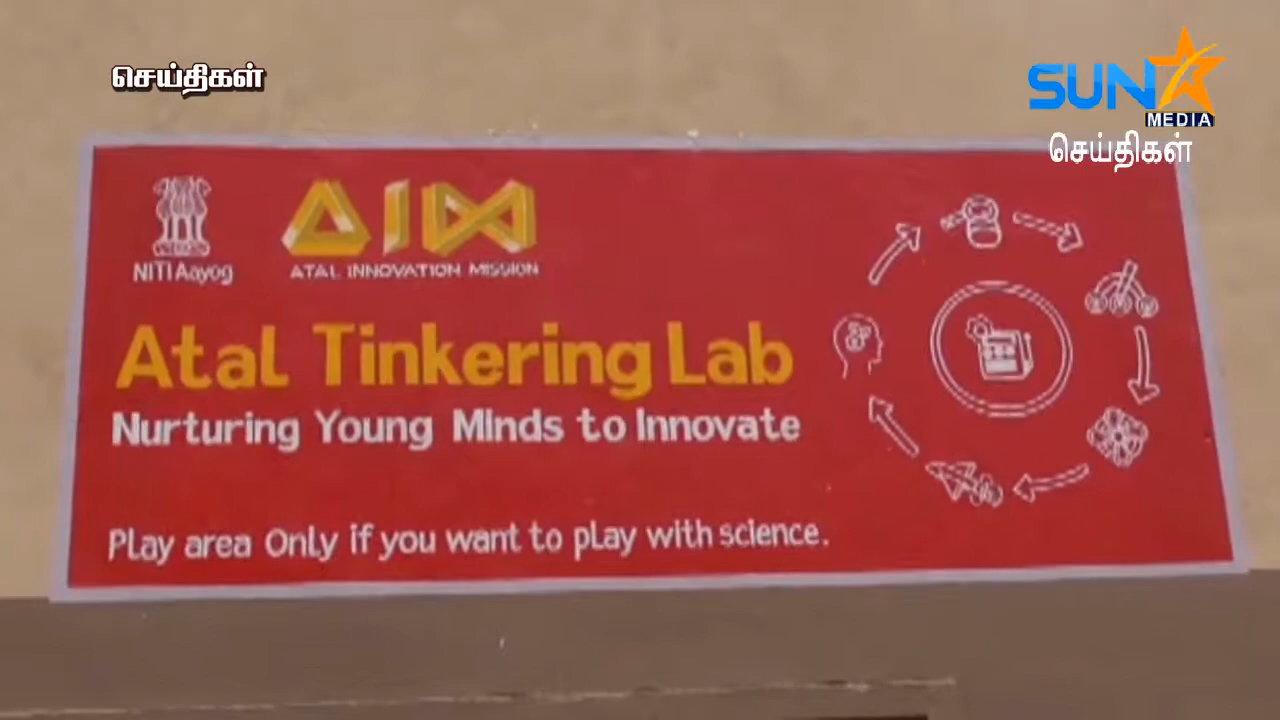 செய்திகள்
SUN
MEDIA
செய்திகள்
NITI Aayog
AIM
ATAL INNOVATION MISSION
Atal Tinkering Lab
Nurturing Young Minds to Innovate
Play area Only if you want to play with science.